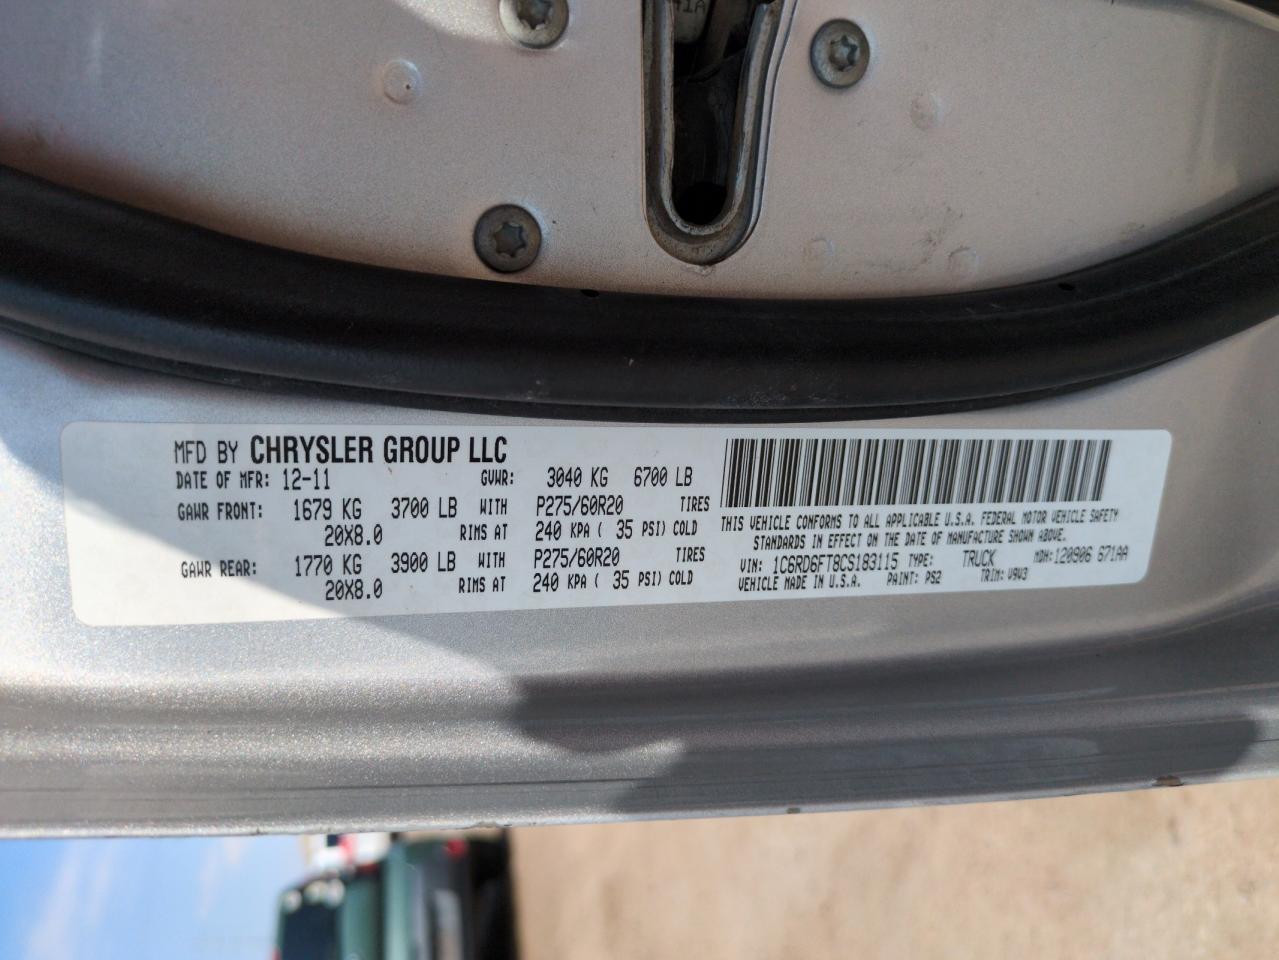 MFD BY CHRYSLER GROUP LLC
DATE OF MFR: 12-11 GVWR: 3040 KG 6700 LB
GAWR FRONT: 1679 KG 3700 LB WITH P275/60R20 TIRES
20X8.0 RIMS AT 240 KPA ( 35 PSI) COLD
GAWR REAR: 1770 KG 3900 LB WITH P275/60R20 TIRES
20X8.0 RIMS AT 240 KPA ( 35 PSI) COLD
THIS VEHICLE CONFORMS TO ALL APPLICABLE U.S.A. FEDERAL MOTOR VEHICLE SAFETY
STANDARDS IN EFFECT ON THE DATE OF MANUFACTURE SHOWN ABOVE.
VIN: 1C6RD6FT8CS183115 TYPE: TRUCK MDH: 120906 671AA
VEHICLE MADE IN U.S.A. PAINT: PS2 TRIM: V9V3